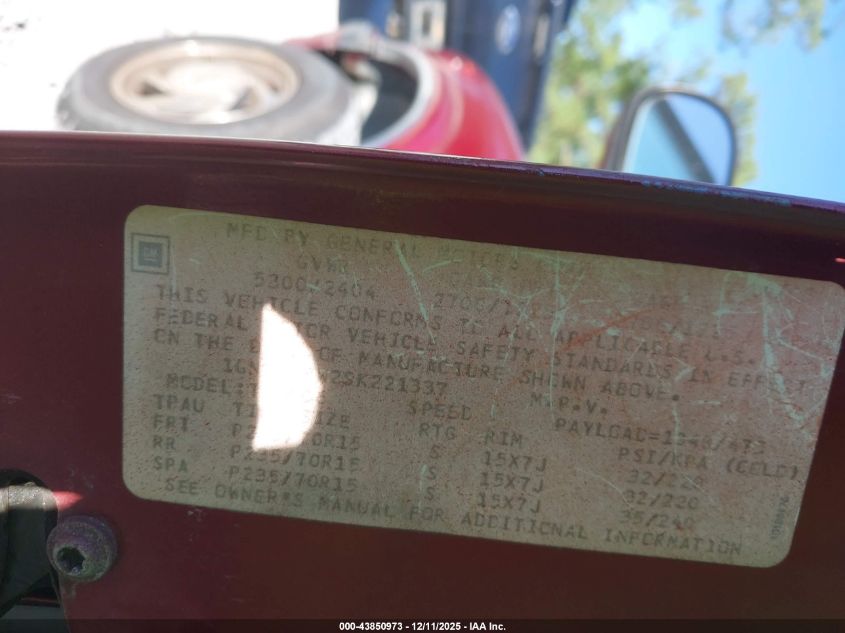 GM
MFD BY GENERAL MOTORS
GVWR
5300/2404
THIS VEHICLE CONFORMS TO ALL APPLICABLE U.S.
FEDERAL MOTOR VEHICLE SAFETY STANDARDS IN EFFECT
ON THE DATE OF MANUFACTURE SHOWN ABOVE.
2SK221337 M.P.V.
MODEL: PAYLOAD=
TPAU SIZE SPEED RTG RIM PSI/KPA (COLD)
FRT P235/70R15 S 15X7J 32/220
RR P235/70R15 S 15X7J 32/220
SPA P235/70R15 S 15X7J 35/240
SEE OWNER'S MANUAL FOR ADDITIONAL INFORMATION
000-43850973 - 12/11/2025 - IAA Inc.